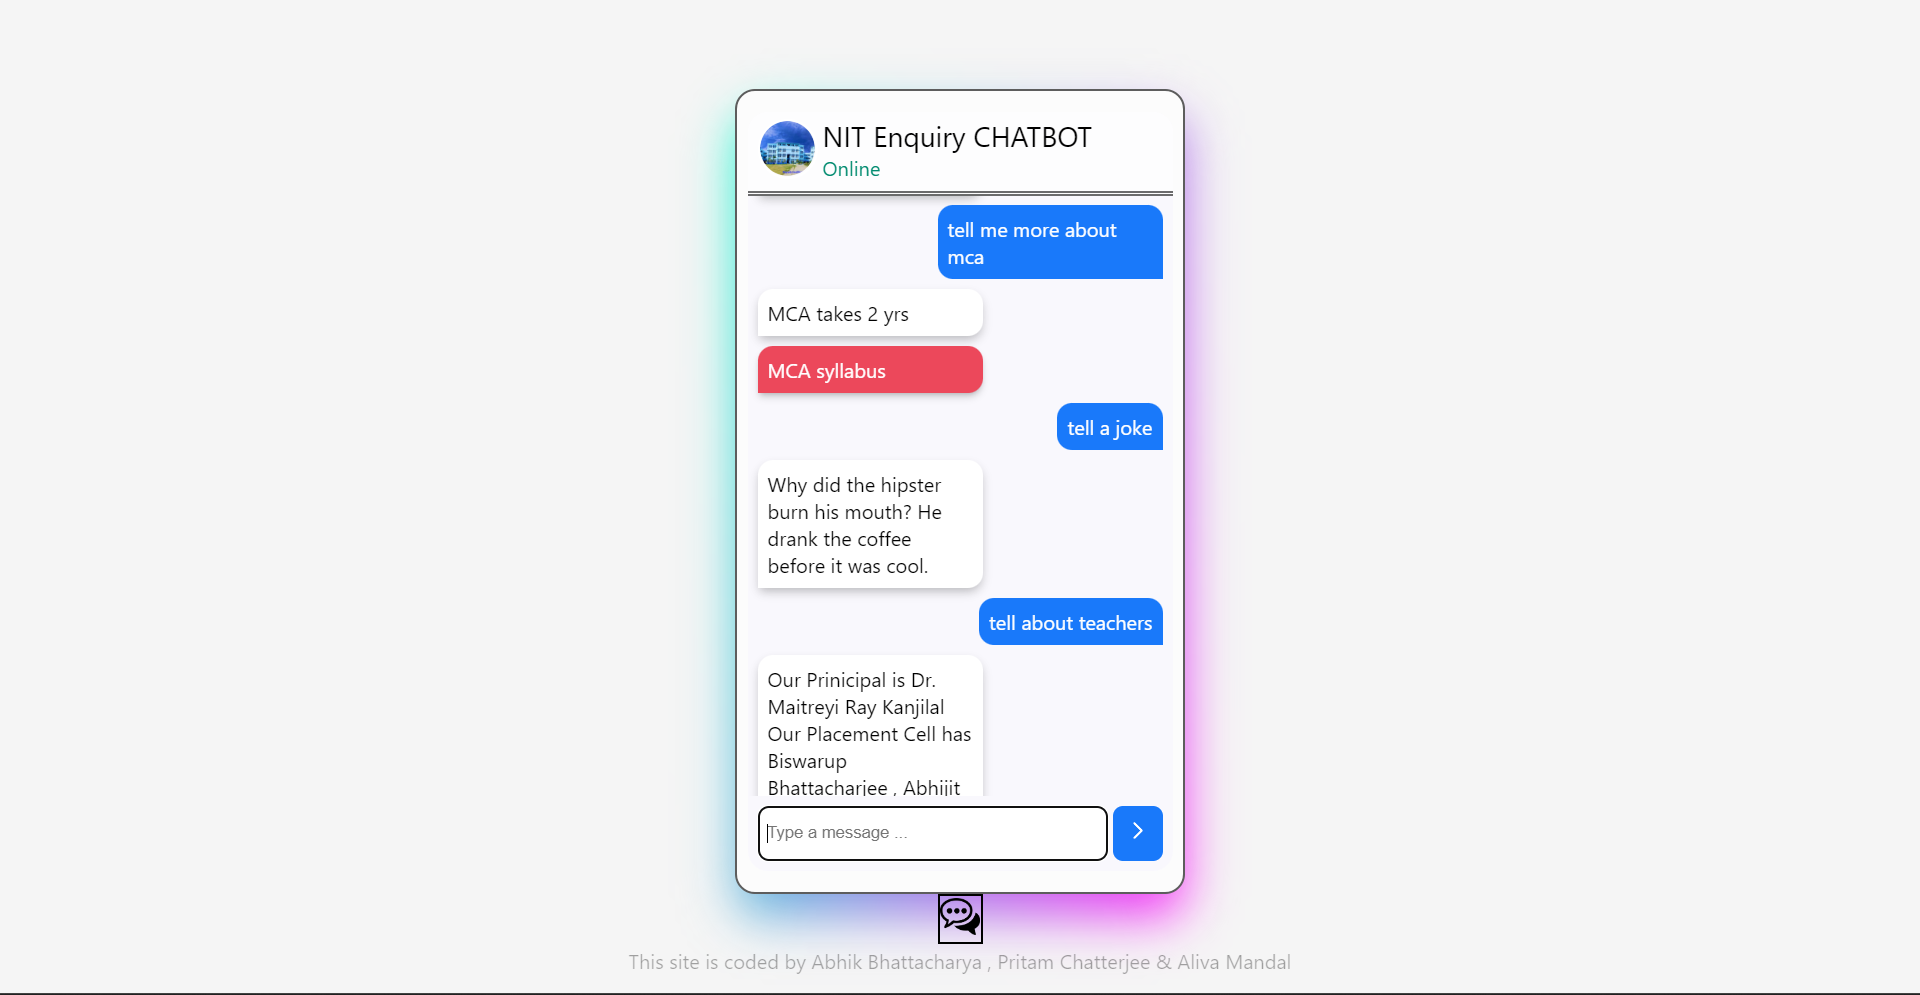 NIT Enquiry CHATBOT
Online
tell me more about
mca
MCA takes 2 yrs
MCA syllabus
tell a joke
Why did the hipster
burn his mouth? He
drank the coffee
before it was cool.
tell about teachers
Our Prinicipal is Dr.
Maitreyi Ray Kanjilal
Our Placement Cell has
Biswarup
Bhattacharjee , Abhijit
Type a message ...
This site is coded by Abhik Bhattacharya , Pritam Chatterjee & Aliva Mandal